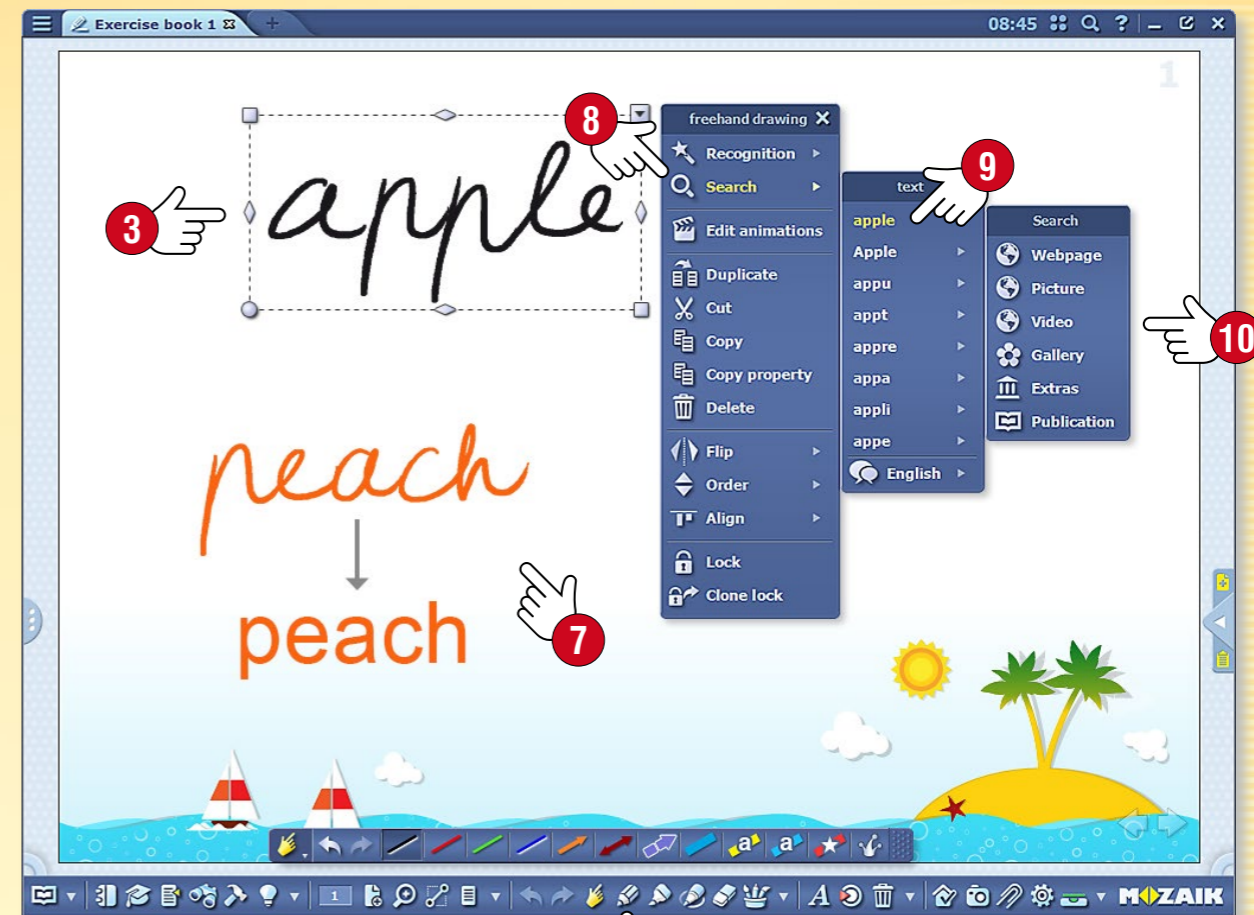 Exercise book 1
08:45
?
1
apple
3
8
freehand drawing
Recognition
Search
Edit animations
Duplicate
Cut
Copy
Copy property
Delete
Flip
Order
Align
Lock
Clone lock
9
text
apple
Apple
appu
appt
appre
appa
appli
appe
English
Search
Webpage
Picture
Video
Gallery
Extras
Publication
10
peach
peach
7
a a
1
A
MOZAIK